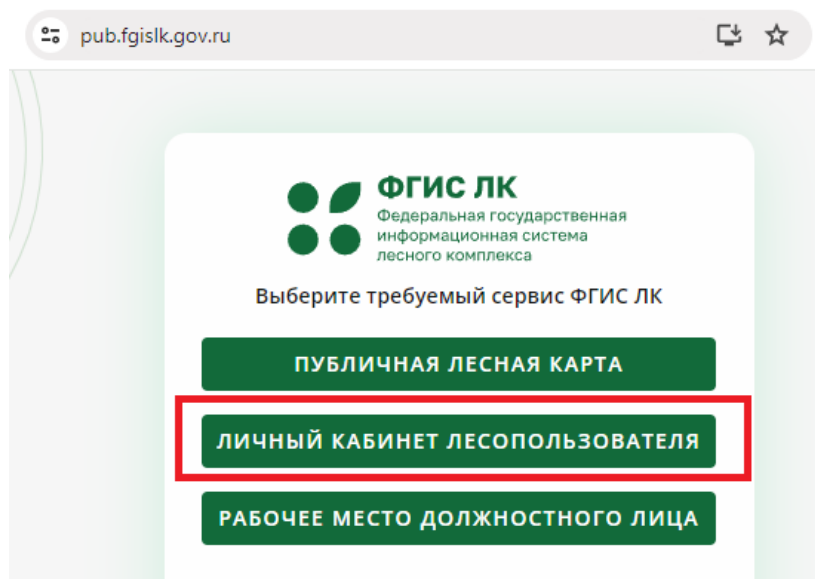 pub.fgislk.gov.ru
ФГИС ЛК
Федеральная государственная
информационная система
лесного комплекса
Выберите требуемый сервис ФГИС ЛК
ПУБЛИЧНАЯ ЛЕСНАЯ КАРТА
ЛИЧНЫЙ КАБИНЕТ ЛЕСОПОЛЬЗОВАТЕЛЯ
РАБОЧЕЕ МЕСТО ДОЛЖНОСТНОГО ЛИЦА